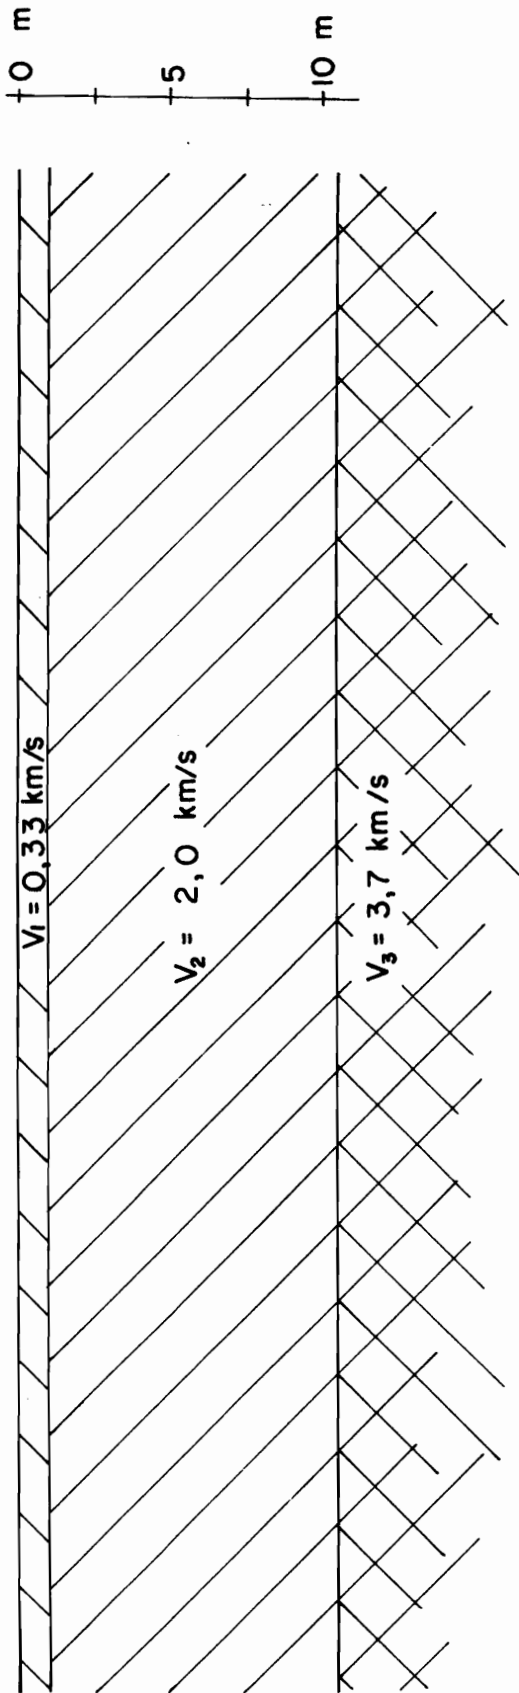 0 m
5
10 m
V₁ = 0,33 km/s
V₂ = 2,0 km/s
V₃ = 3,7 km/s